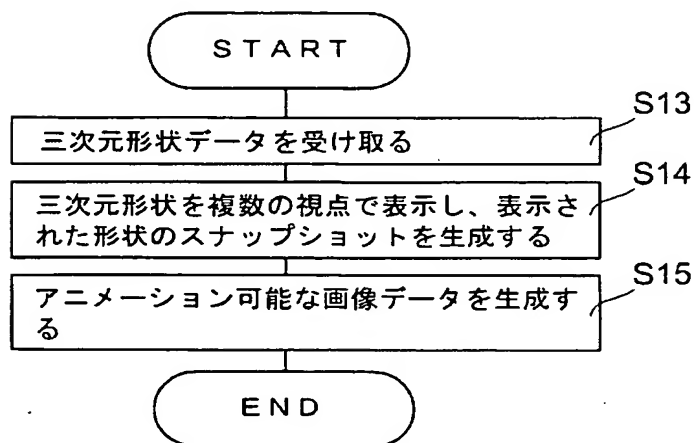 START
S13
三次元形状データを受け取る
S14
三次元形状を複数の視点で表示し、表示さ
れた形状のスナップショットを生成する
S15
アニメーション可能な画像データを生成す
る
END